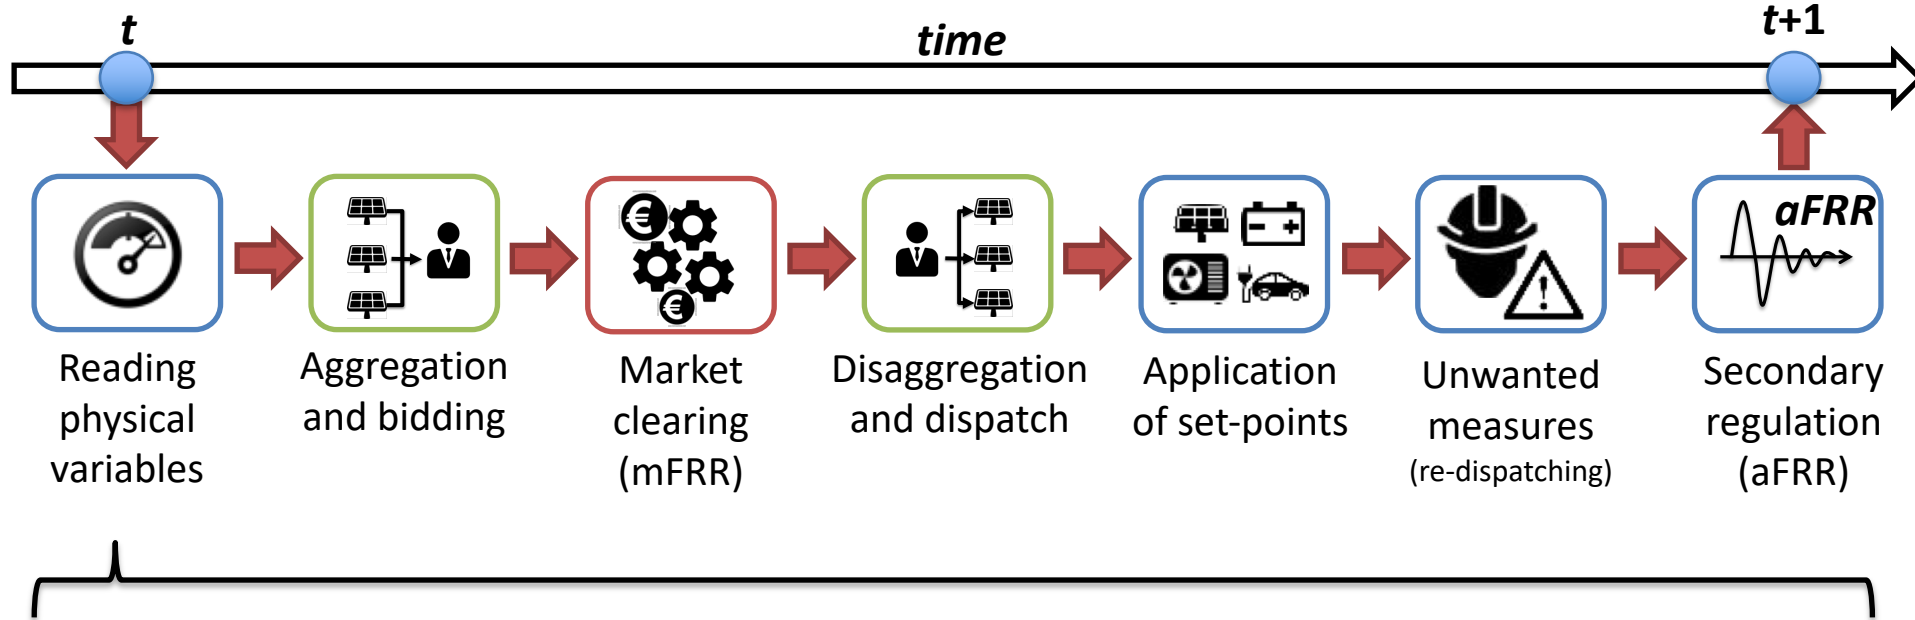 t
time
t+1
aFRR
Reading
physical
variables
Aggregation
and bidding
Market
clearing
(mFRR)
Disaggregation
and dispatch
Application
of set-points
Unwanted
measures
(re-dispatching)
Secondary
regulation
(aFRR)